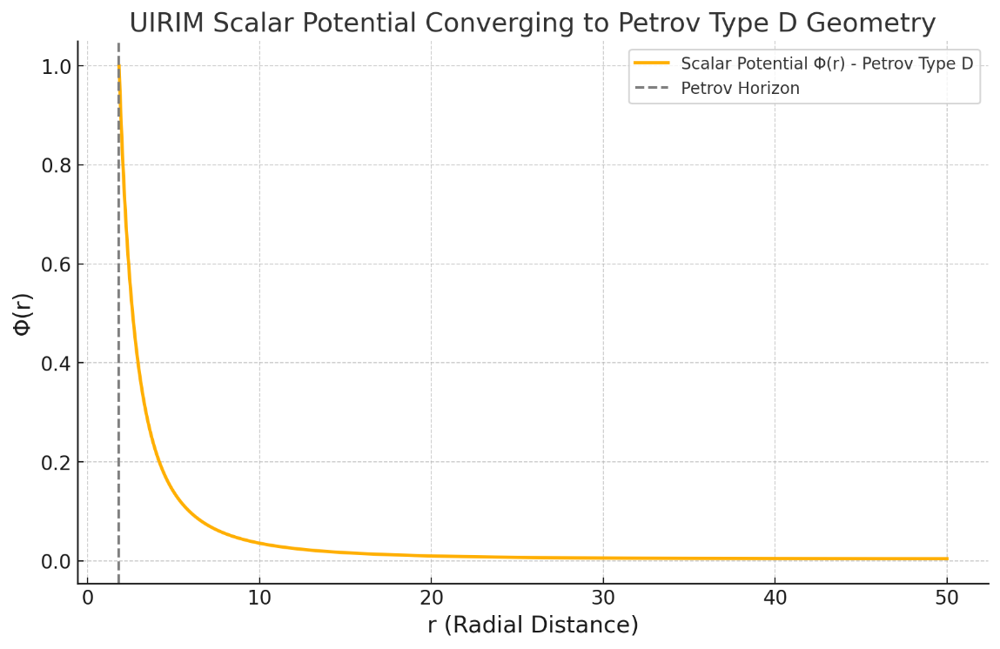 UIRIM Scalar Potential Converging to Petrov Type D Geometry
Scalar Potential Φ(r) - Petrov Type D
Petrov Horizon
1.0
0.8
0.6
0.4
0.2
0.0
Φ(r)
0 10 20 30 40 50
r (Radial Distance)